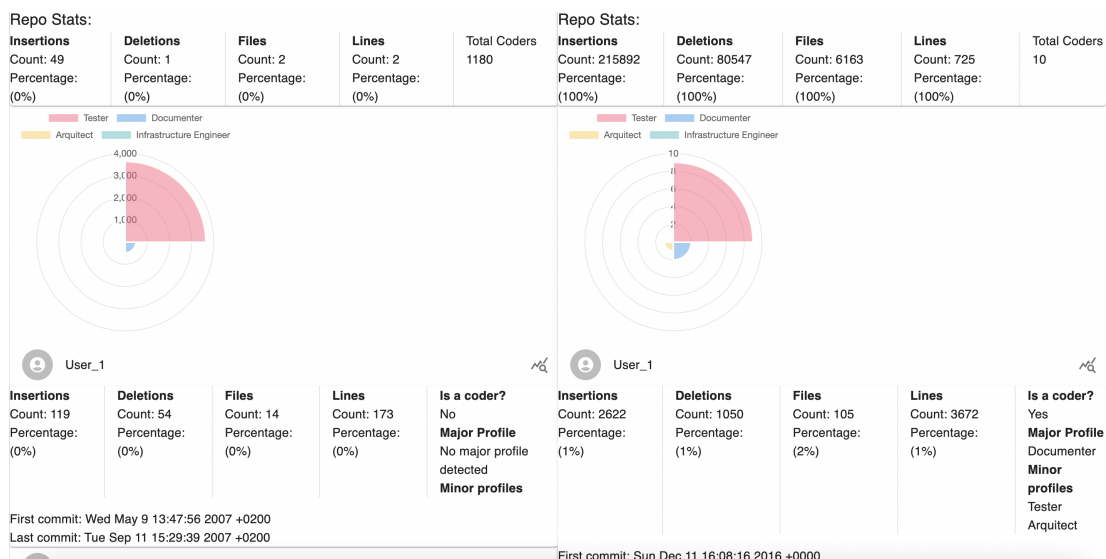 Repo Stats:
Insertions Deletions Files Lines Total Coders
Count: 49 Count: 1 Count: 2 Count: 2 1180
Percentage: Percentage: Percentage: Percentage:
(0%) (0%) (0%) (0%)
Tester Documenter
Arquitect Infrastructure Engineer
4,000
3,000
2,000
1,000
User_1
Insertions Deletions Files Lines Is a coder?
Count: 119 Count: 54 Count: 14 Count: 173 No
Percentage: Percentage: Percentage: Percentage: Major Profile
(0%) (0%) (0%) (0%) No major profile
detected
Minor profiles
First commit: Wed May 9 13:47:56 2007 +0200
Last commit: Tue Sep 11 15:29:39 2007 +0200
Repo Stats:
Insertions Deletions Files Lines Total Coders
Count: 215892 Count: 80547 Count: 6163 Count: 725 10
Percentage: Percentage: Percentage: Percentage:
(100%) (100%) (100%) (100%)
Tester Documenter
Arquitect Infrastructure Engineer
10
8
6
4
2
User_1
Insertions Deletions Files Lines Is a coder?
Count: 2622 Count: 1050 Count: 105 Count: 3672 Yes
Percentage: Percentage: Percentage: Percentage: Major Profile
(1%) (1%) (2%) (1%) Documenter
Minor
profiles
Tester
Arquitect
First commit: Sun Dec 11 16:08:16 2016 +0000